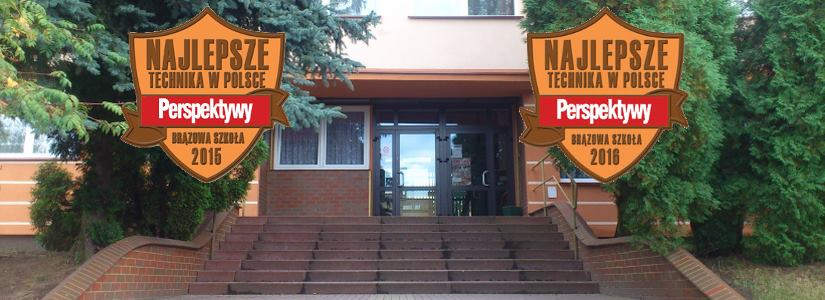 NAJLEPSZE
TECHNIKA W POLSCE
Perspektywy
BRĄZOWA SZKOŁA
2015
NAJLEPSZE
TECHNIKA W POLSCE
Perspektywy
BRĄZOWA SZKOŁA
2016